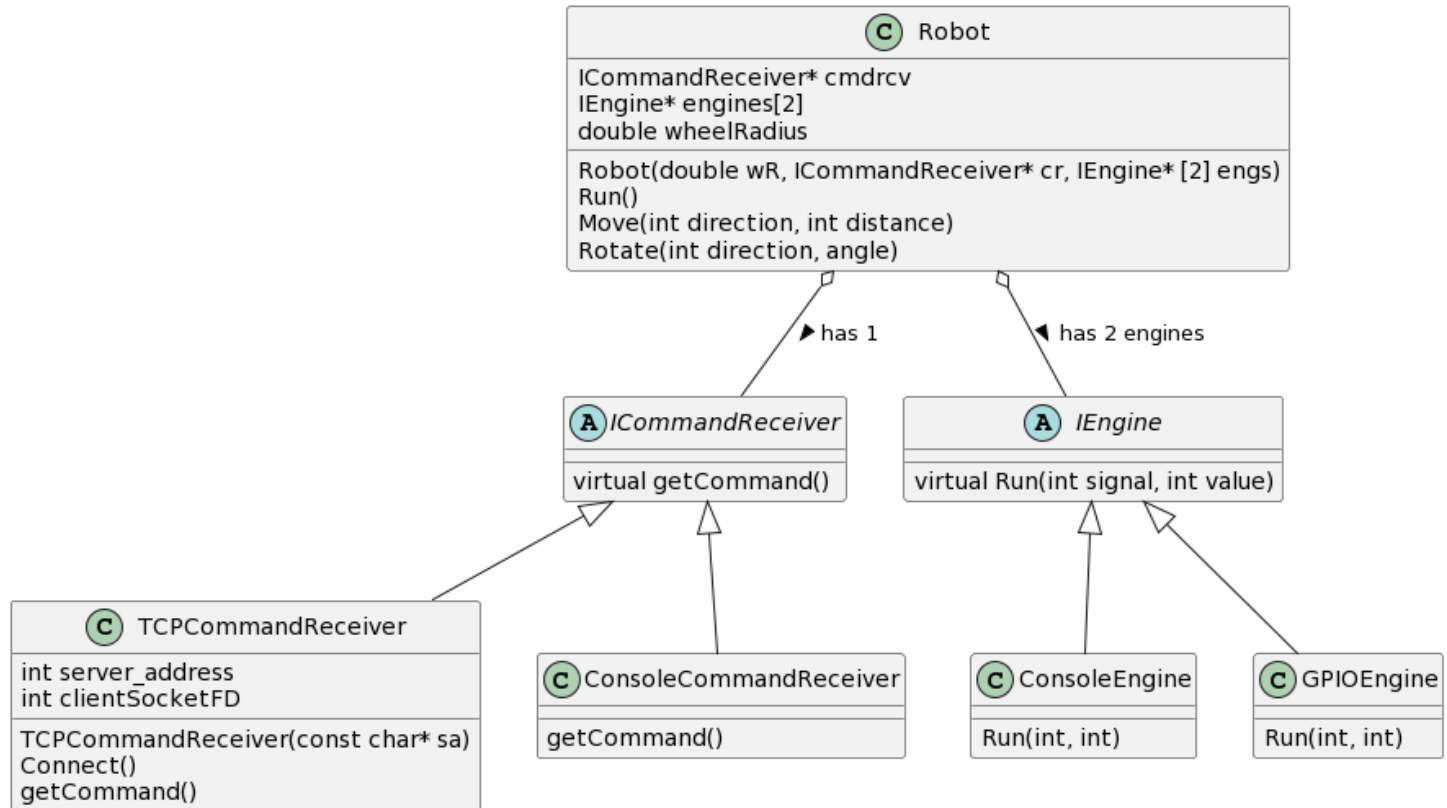 C Robot
ICommandReceiver* cmdrcv
IEngine* engines[2]
double wheelRadius
Robot(double wR, ICommandReceiver* cr, IEngine* [2] engs)
Run()
Move(int direction, int distance)
Rotate(int direction, angle)
has 1
has 2 engines
A ICommandReceiver
virtual getCommand()
A IEngine
virtual Run(int signal, int value)
C TCPCommandReceiver
int server_address
int clientSocketFD
TCPCommandReceiver(const char* sa)
Connect()
getCommand()
C ConsoleCommandReceiver
getCommand()
C ConsoleEngine
Run(int, int)
C GPIOEngine
Run(int, int)